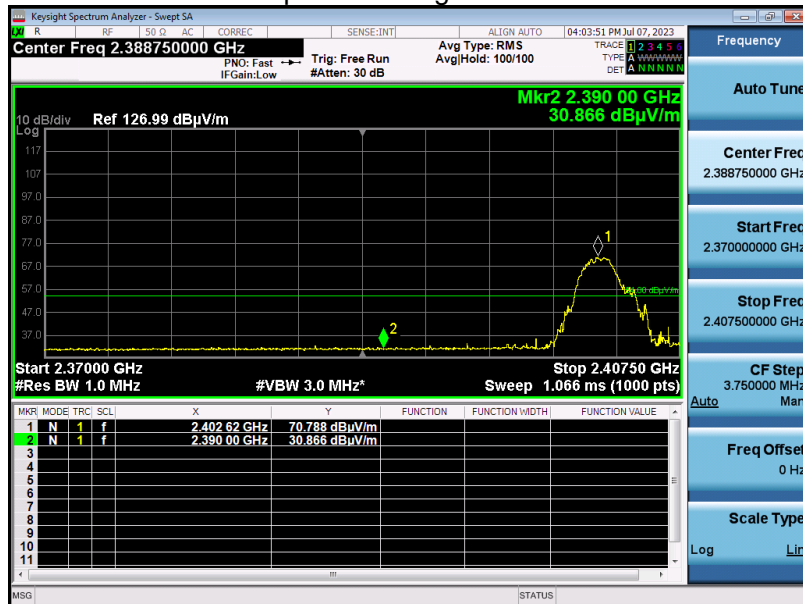 Keysight Spectrum Analyzer - Swept SA
LXI R RF 50 Ω AC CORREC SENSE:INT ALIGN AUTO 04:03:51 PM Jul 07, 2023
Center Freq 2.388750000 GHz
PNO: Fast
IFGain:Low
Trig: Free Run
#Atten: 30 dB
Avg Type: RMS
Avg|Hold: 100/100
TRACE 1 2 3 4 5 6
TYPE A WWWWW
DET A N N N N N
Mkr2 2.390 00 GHz
30.866 dBµV/m
10 dB/div Ref 126.99 dBµV/m
Log
117
107
97.0
87.0
77.0
67.0
57.0
47.0
37.0
1
2
Start 2.37000 GHz Stop 2.40750 GHz
#Res BW 1.0 MHz #VBW 3.0 MHz* Sweep 1.066 ms (1000 pts)
MKR MODE TRC SCL X Y FUNCTION FUNCTION WIDTH FUNCTION VALUE
1 N 1 f 2.402 62 GHz 70.788 dBµV/m
2 N 1 f 2.390 00 GHz 30.866 dBµV/m
3
4
5
6
7
8
9
10
11
MSG STATUS
Frequency
Auto Tune
Center Freq
2.388750000 GHz
Start Freq
2.370000000 GHz
Stop Freq
2.407500000 GHz
CF Step
3.750000 MHz
Auto Man
Freq Offset
0 Hz
Scale Type
Log Lin